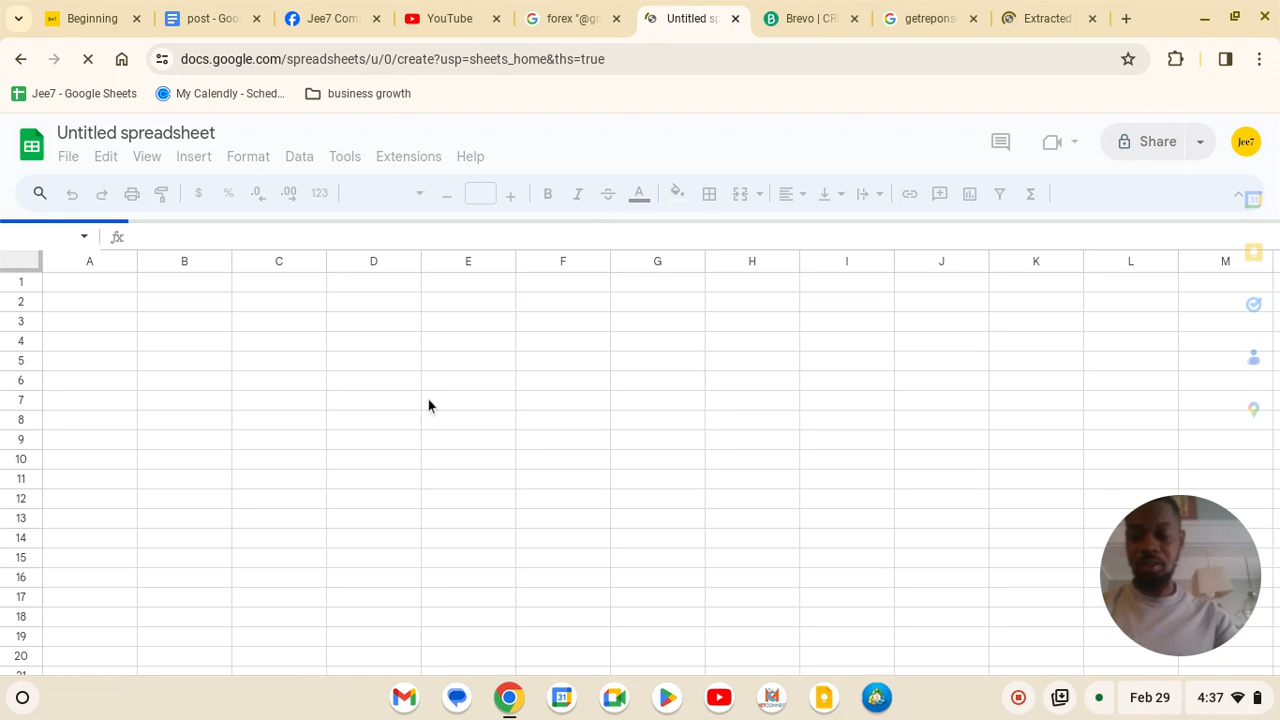 Beginning
post - Goo
Jee7 Com
YouTube
forex "@gr
Untitled sp
Brevo | CR
getrepons
Extracted
docs.google.com/spreadsheets/u/0/create?usp=sheets_home&ths=true
Jee7 - Google Sheets
My Calendly - Sched...
business growth
Untitled spreadsheet
File Edit View Insert Format Data Tools Extensions Help
Share
Jee7
$ % .0 .00 123
B I S A
fx
A B C D E F G H I J K L M
1
2
3
4
5
6
7
8
9
10
11
12
13
14
15
16
17
18
19
20
21
31
Feb 29
4:37